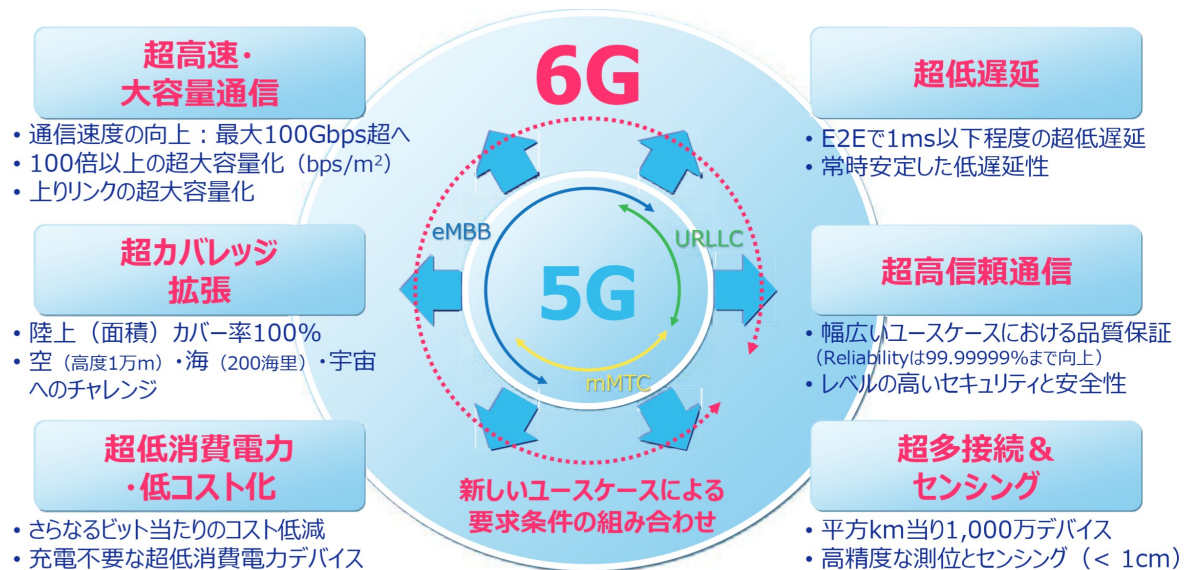 超高速・
大容量通信
• 通信速度の向上：最大100Gbps超へ
• 100倍以上の超大容量化（bps/m²）
• 上りリンクの超大容量化
超カバレッジ
拡張
• 陸上（面積）カバー率100%
• 空（高度1万m）・海（200海里）・宇宙
へのチャレンジ
超低消費電力
・低コスト化
• さらなるビット当たりのコスト低減
• 充電不要な超低消費電力デバイス
6G
eMBB
URLLC
5G
mMTC
新しいユースケースによる
要求条件の組み合わせ
超低遅延
• E2Eで1ms以下程度の超低遅延
• 常時安定した低遅延性
超高信頼通信
• 幅広いユースケースにおける品質保証
（Reliabilityは99.99999%まで向上）
• レベルの高いセキュリティと安全性
超多接続＆
センシング
• 平方km当り1,000万デバイス
• 高精度な測位とセンシング（< 1cm）